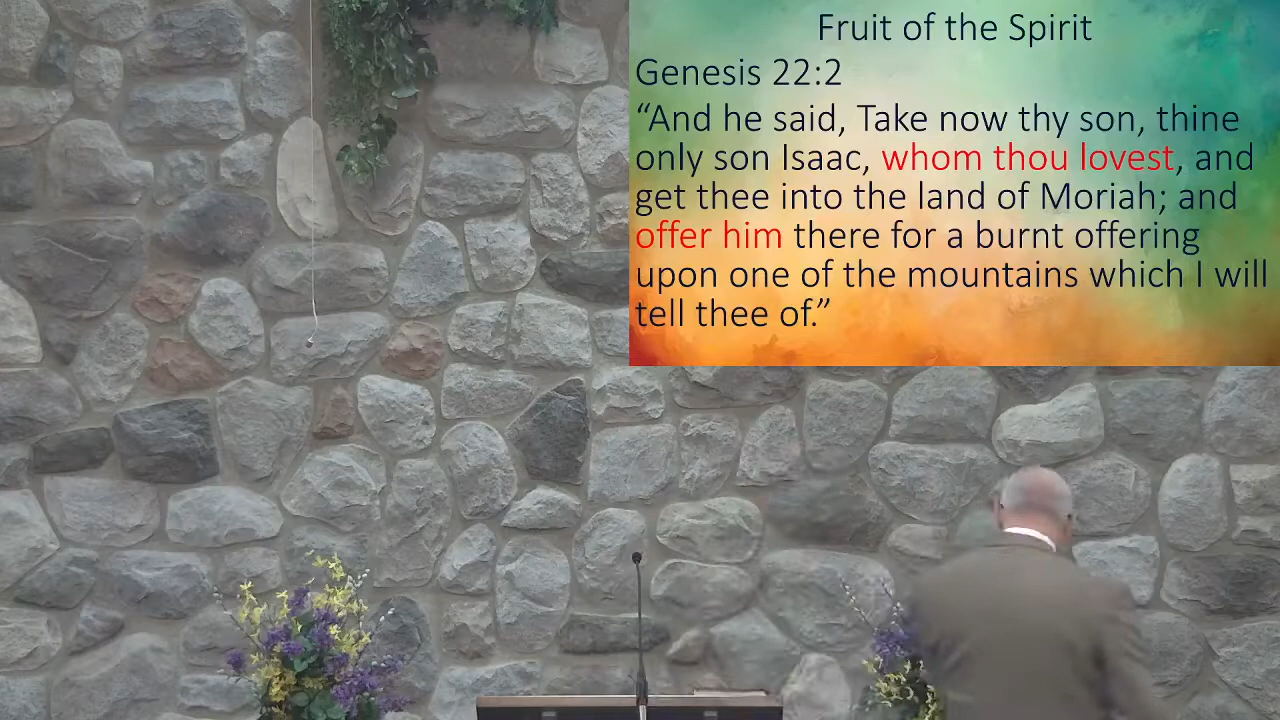 Fruit of the Spirit
Genesis 22:2
“And he said, Take now thy son, thine
only son Isaac, whom thou lovest, and
get thee into the land of Moriah; and
offer him there for a burnt offering
upon one of the mountains which I will
tell thee of.”